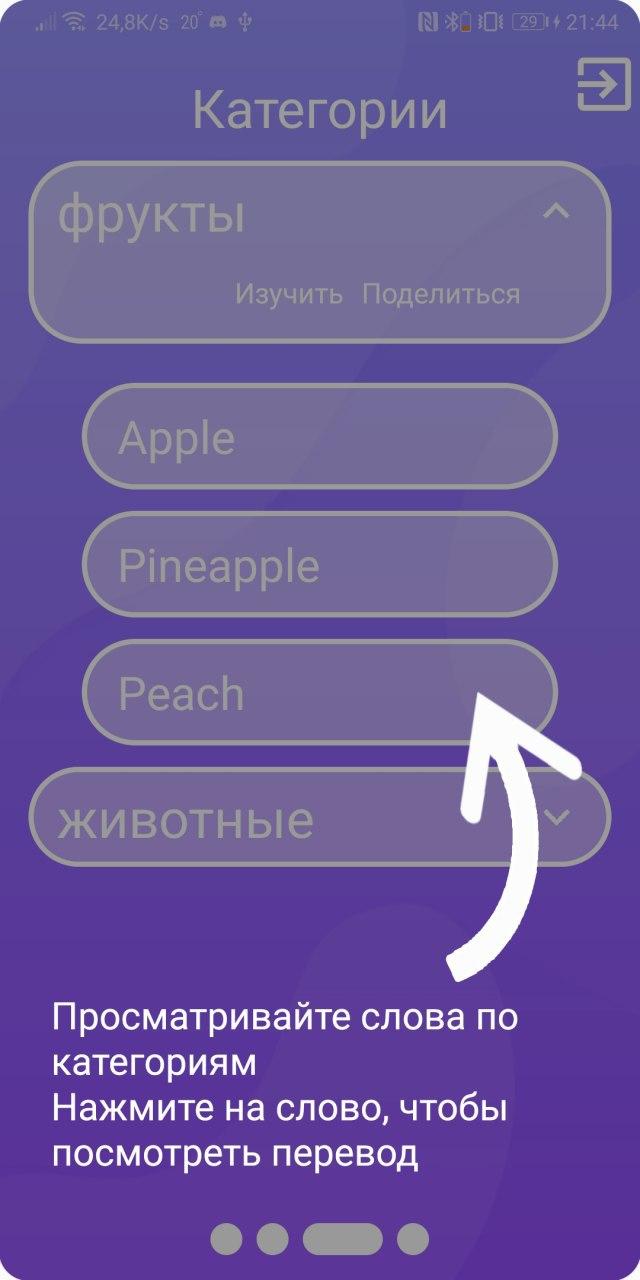 24,8K/s 20° 29 21:44
Категории
фрукты
Изучить Поделиться
Apple
Pineapple
Peach
животные
Просматривайте слова по
категориям
Нажмите на слово, чтобы
посмотреть перевод